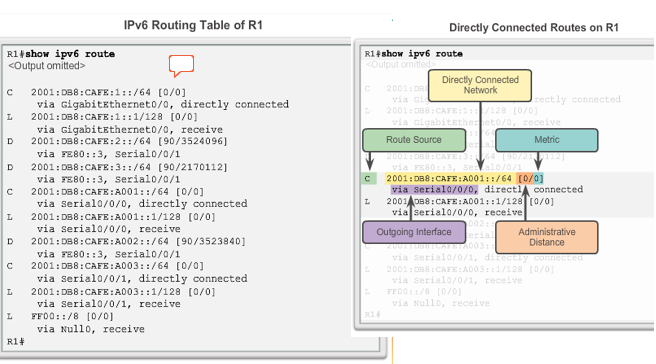 IPv6 Routing Table of R1
R1#show ipv6 route
<Output omitted>
C 2001:DB8:CAFE:1::/64 [0/0]
via GigabitEthernet0/0, directly connected
L 2001:DB8:CAFE:1::1/128 [0/0]
via GigabitEthernet0/0, receive
D 2001:DB8:CAFE:2::/64 [90/3524096]
via FE80::3, Serial0/0/1
D 2001:DB8:CAFE:3::/64 [90/2170112]
via FE80::3, Serial0/0/1
C 2001:DB8:CAFE:A001::/64 [0/0]
via Serial0/0/0, directly connected
L 2001:DB8:CAFE:A001::1/128 [0/0]
via Serial0/0/0, receive
D 2001:DB8:CAFE:A002::/64 [90/3523840]
via FE80::3, Serial0/0/1
C 2001:DB8:CAFE:A003::/64 [0/0]
via Serial0/0/1, directly connected
L 2001:DB8:CAFE:A003::1/128 [0/0]
via Serial0/0/1, receive
L FF00::/8 [0/0]
via Null0, receive
R1#
Directly Connected Routes on R1
R1#show ipv6 route
<Output omitted>
Directly Connected
Network
Route Source
Metric
C 2001:DB8:CAFE:A001::/64 [0/0]
via Serial0/0/0, directly connected
L 2001:DB8:CAFE:A001::1/128 [0/0]
via Serial0/0/0, receive
Outgoing Interface
Administrative
Distance
L FF00::/8 [0/0]
via Null0, receive
R1#